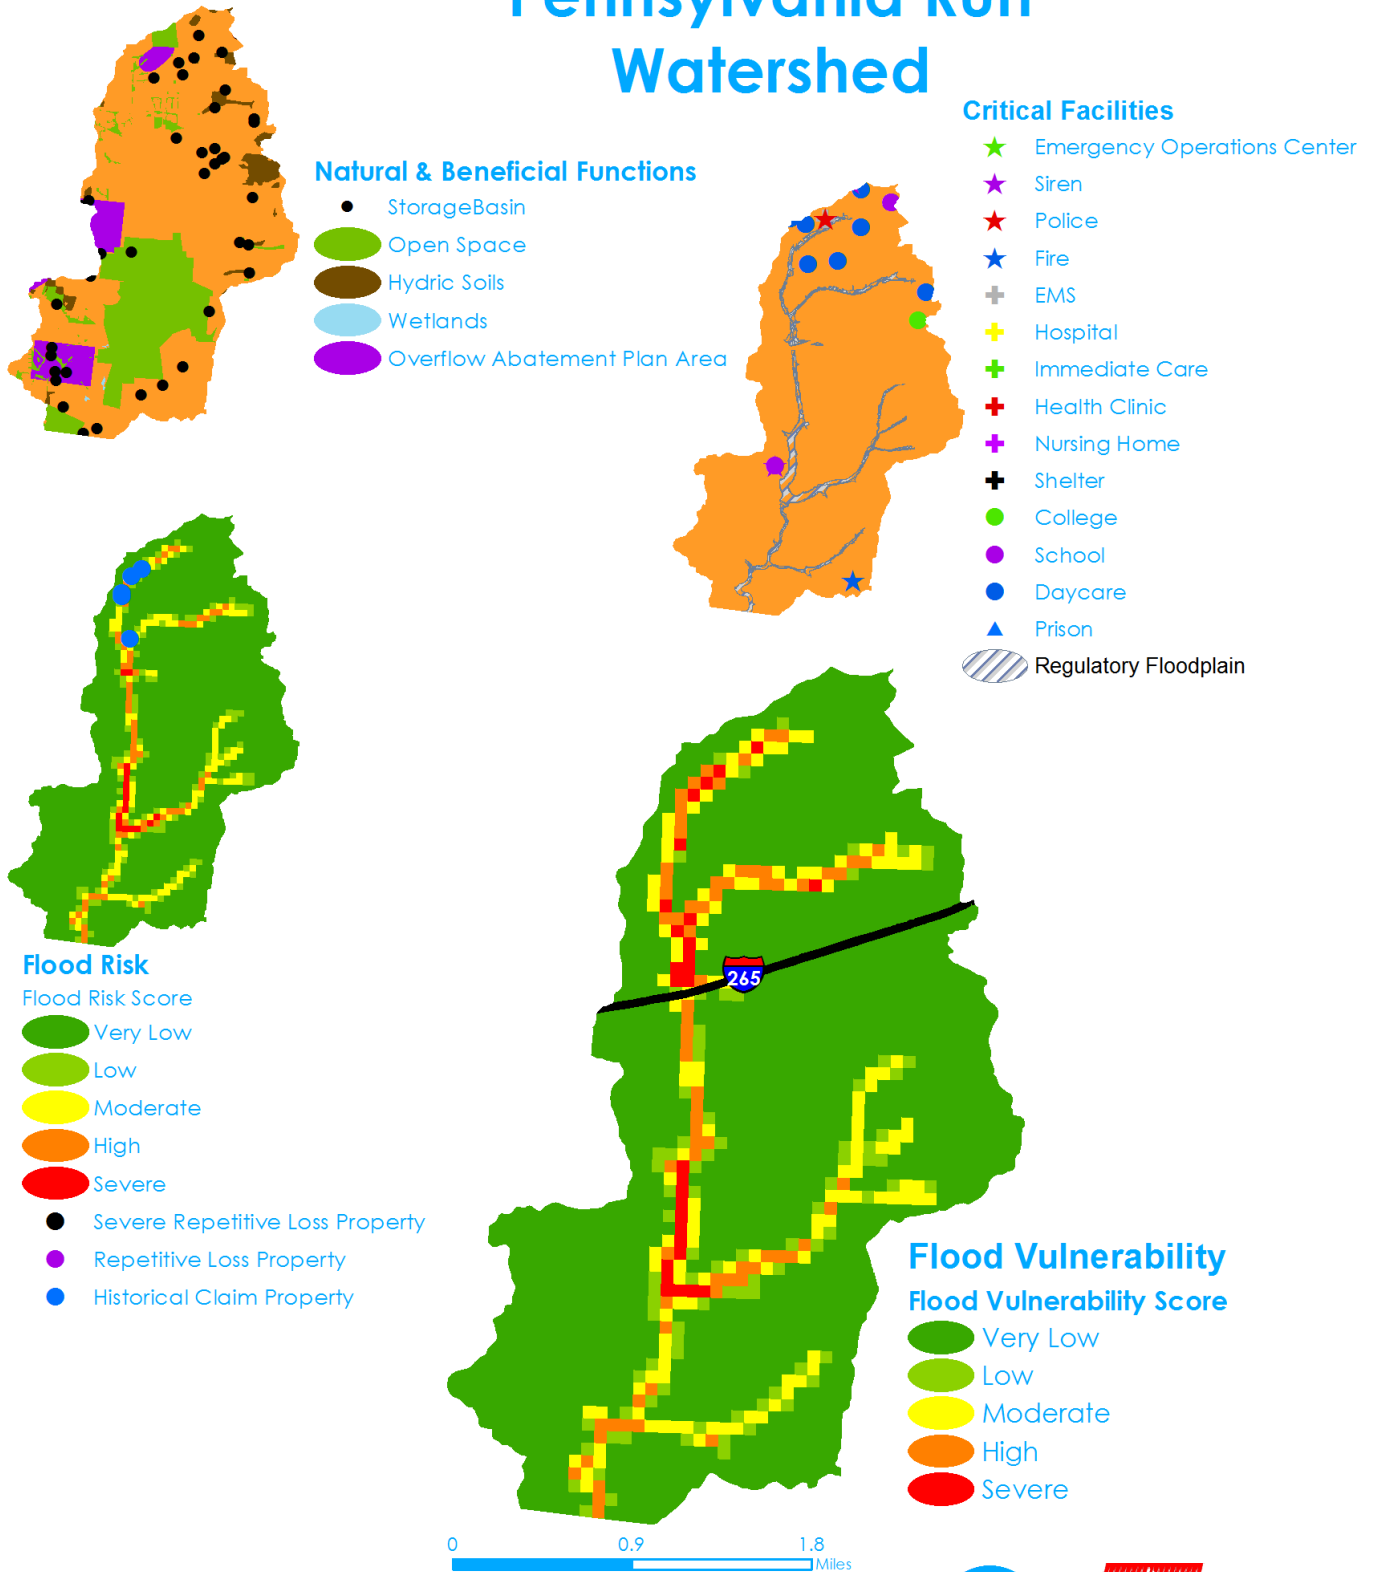 Pennsylvania Run
Watershed
Critical Facilities
Emergency Operations Center
Siren
Police
Fire
EMS
Hospital
Immediate Care
Health Clinic
Nursing Home
Shelter
College
School
Daycare
Prison
Regulatory Floodplain
Natural & Beneficial Functions
StorageBasin
Open Space
Hydric Soils
Wetlands
Overflow Abatement Plan Area
Flood Risk
Flood Risk Score
Very Low
Low
Moderate
High
Severe
Severe Repetitive Loss Property
Repetitive Loss Property
Historical Claim Property
265
Flood Vulnerability
Flood Vulnerability Score
Very Low
Low
Moderate
High
Severe
0 0.9 1.8
Miles